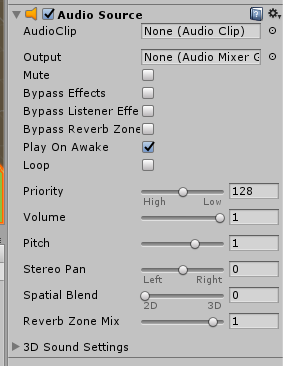 Audio Source
AudioClip None (Audio Clip)
Output None (Audio Mixer G
Mute
Bypass Effects
Bypass Listener Effe
Bypass Reverb Zone
Play On Awake
Loop
Priority 128
High Low
Volume 1
Pitch 1
Stereo Pan 0
Left Right
Spatial Blend 0
2D 3D
Reverb Zone Mix 1
3D Sound Settings